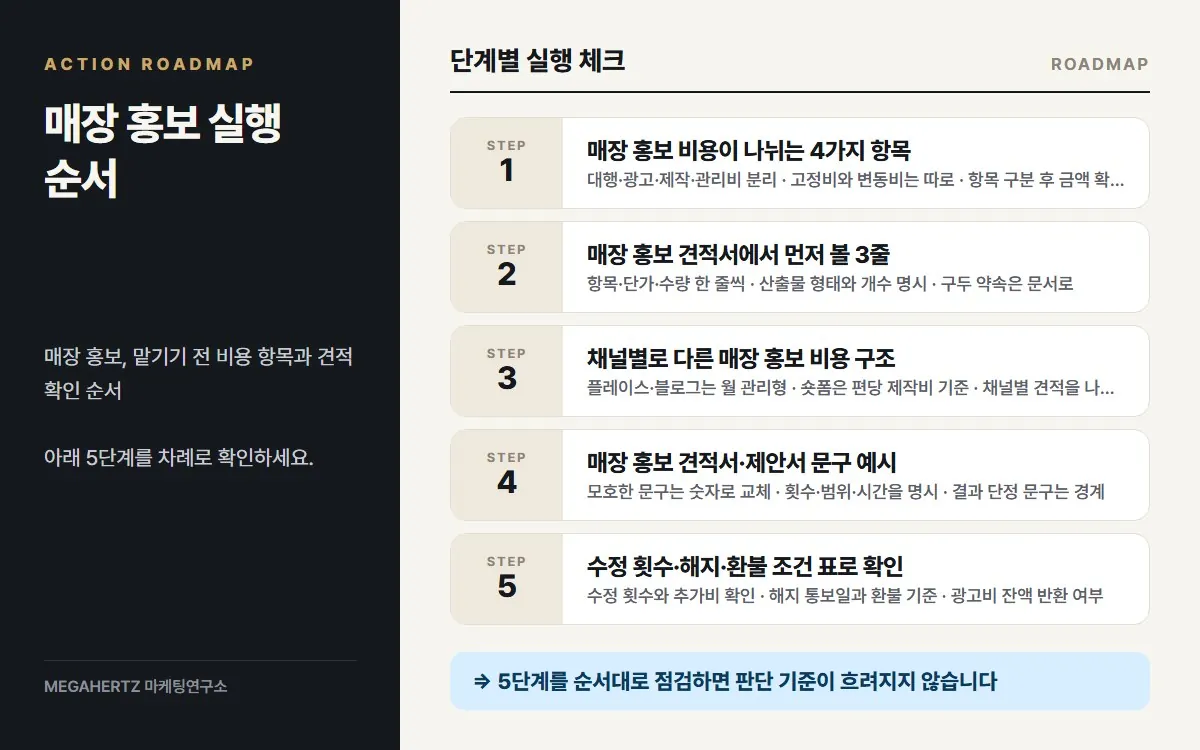 ACTION ROADMAP
매장 홍보 실행
순서
매장 홍보, 맡기기 전 비용 항목과 견적
확인 순서
아래 5단계를 차례로 확인하세요.
MEGAHERTZ 마케팅연구소
단계별 실행 체크
ROADMAP
STEP
1
매장 홍보 비용이 나뉘는 4가지 항목
대행·광고·제작·관리비 분리 · 고정비와 변동비는 따로 · 항목 구분 후 금액 확...
STEP
2
매장 홍보 견적서에서 먼저 볼 3줄
항목·단가·수량 한 줄씩 · 산출물 형태와 개수 명시 · 구두 약속은 문서로
STEP
3
채널별로 다른 매장 홍보 비용 구조
플레이스·블로그는 월 관리형 · 숏폼은 편당 제작비 기준 · 채널별 견적을 나...
STEP
4
매장 홍보 견적서·제안서 문구 예시
모호한 문구는 숫자로 교체 · 횟수·범위·시간을 명시 · 결과 단정 문구는 경계
STEP
5
수정 횟수·해지·환불 조건 표로 확인
수정 횟수와 추가비 확인 · 해지 통보일과 환불 기준 · 광고비 잔액 반환 여부
→ 5단계를 순서대로 점검하면 판단 기준이 흐려지지 않습니다